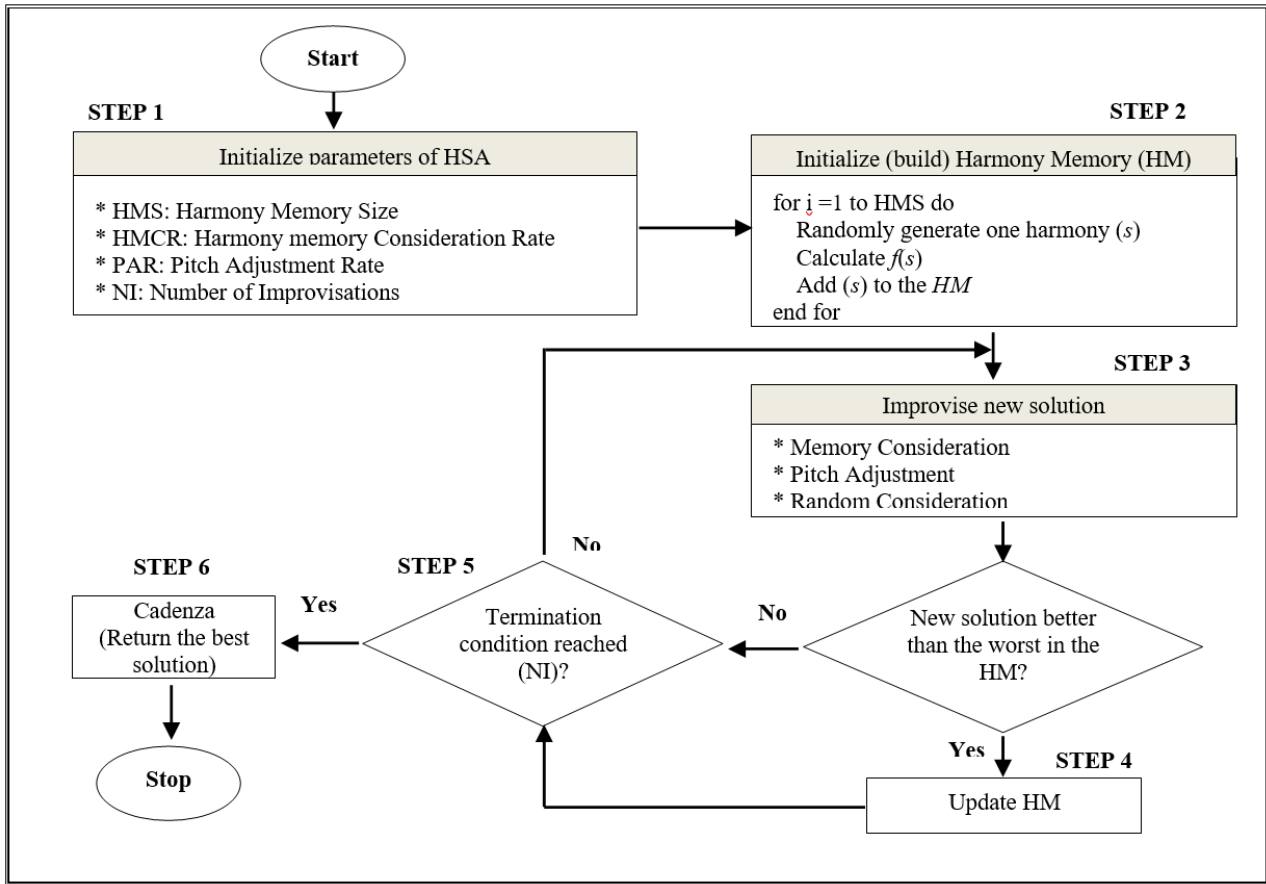 Start
STEP 1
Initialize parameters of HSA
* HMS: Harmony Memory Size
* HMCR: Harmony memory Consideration Rate
* PAR: Pitch Adjustment Rate
* NI: Number of Improvisations
STEP 2
Initialize (build) Harmony Memory (HM)
for i =1 to HMS do
Randomly generate one harmony (s)
Calculate f(s)
Add (s) to the HM
end for
STEP 3
Improvise new solution
* Memory Consideration
* Pitch Adjustment
* Random Consideration
New solution better
than the worst in the
HM?
No
Yes
STEP 4
Update HM
STEP 5
Termination
condition reached
(NI)?
No
Yes
STEP 6
Cadenza
(Return the best
solution)
Stop